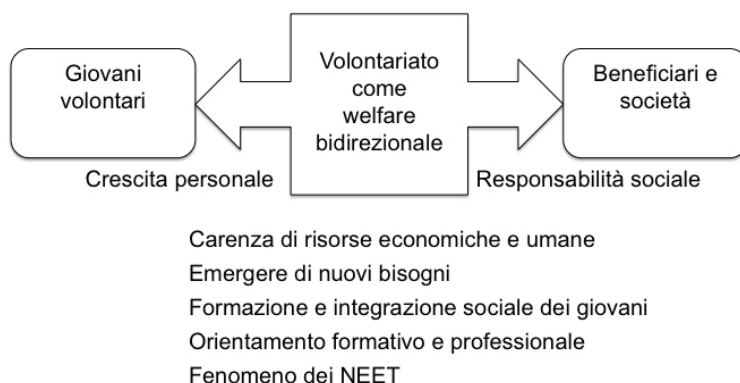 Giovani
volontari
Volontariato
come
welfare
bidirezionale
Beneficiari e
società
Crescita personale
Responsabilità sociale
Carenza di risorse economiche e umane
Emergere di nuovi bisogni
Formazione e integrazione sociale dei giovani
Orientamento formativo e professionale
Fenomeno dei NEET